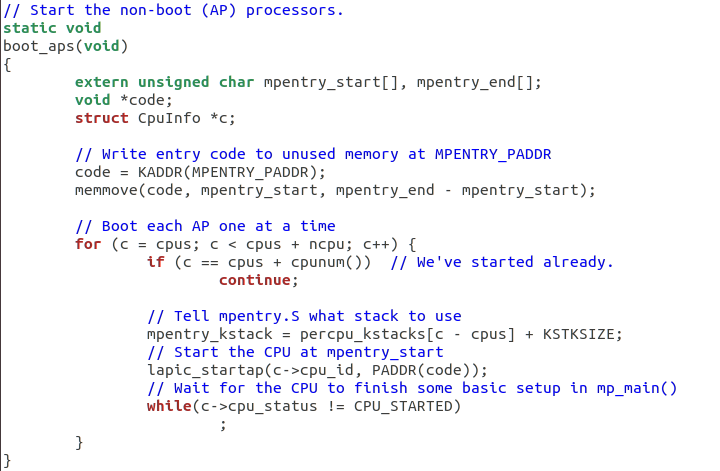 // Start the non-boot (AP) processors.
static void
boot_aps(void)
{
        extern unsigned char mpentry_start[], mpentry_end[];
        void *code;
        struct CpuInfo *c;

        // Write entry code to unused memory at MPENTRY_PADDR
        code = KADDR(MPENTRY_PADDR);
        memmove(code, mpentry_start, mpentry_end - mpentry_start);

        // Boot each AP one at a time
        for (c = cpus; c < cpus + ncpu; c++) {
                if (c == cpus + cpunum())  // We've started already.
                        continue;

                // Tell mpentry.S what stack to use
                mpentry_kstack = percpu_kstacks[c - cpus] + KSTKSIZE;
                // Start the CPU at mpentry_start
                lapic_startap(c->cpu_id, PADDR(code));
                // Wait for the CPU to finish some basic setup in mp_main()
                while(c->cpu_status != CPU_STARTED)
                        ;
        }
}